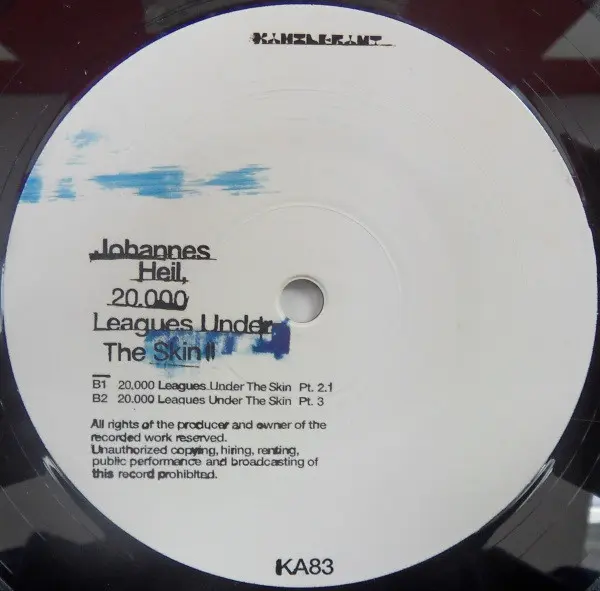 KANZLERAMT
Johannes
Heil,
20.000
Leagues Under
The Skin II
B1 20,000 Leagues Under The Skin Pt. 2.1
B2 20.000 Leagues Under The Skin Pt. 3
All rights of the producer and owner of the
recorded work reserved.
Unauthorized copying, hiring, renting,
public performance and broadcasting of
this record prohibited.
KA83